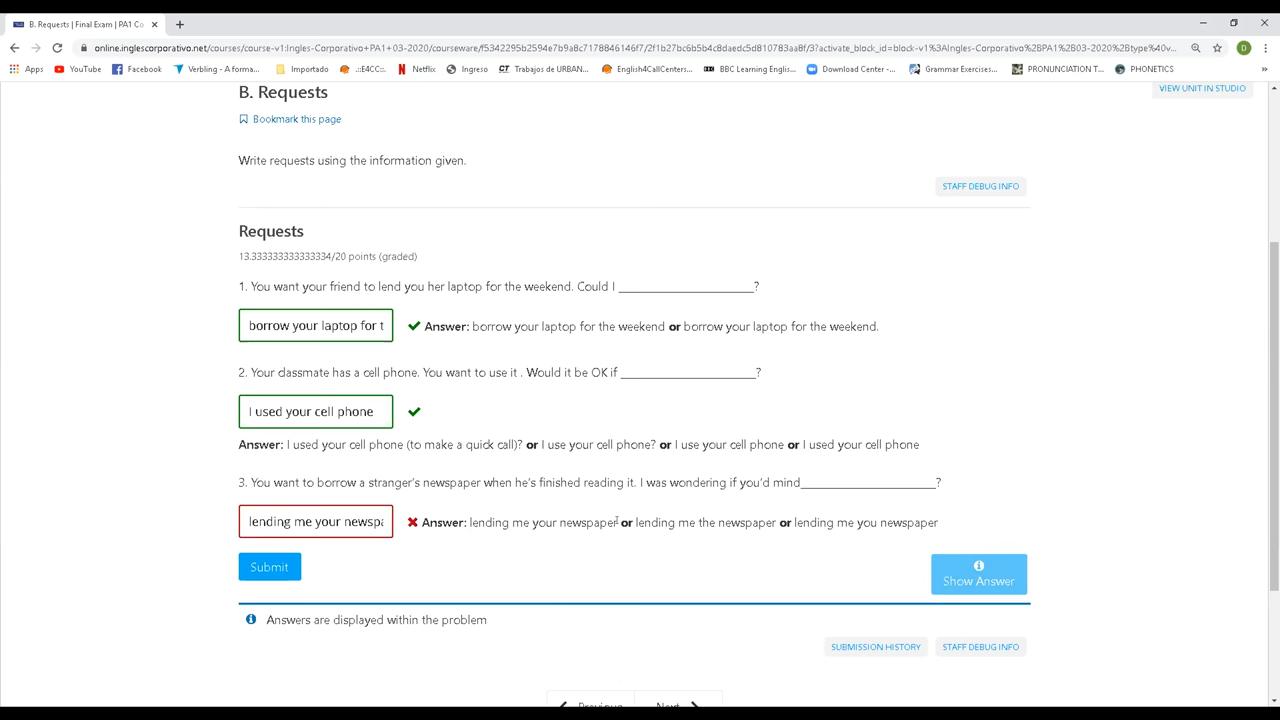 B. Requests | Final Exam | PA1 Co
online.inglescorporativo.net/courses/course-v1:Ingles-Corporativo+PA1+03-2020/courseware/f5342295b2594e7b9a8c7178846146f7/2f1b27bc6b5b4c8daedc5d810783aa8f/3?activate_block_id=block-v1%3AIngles-Corporativo%2BPA1%2B03-2020%2Btype%40v...
D
Apps YouTube Facebook Verbling - A forma... Importado .::E4CC::. Netflix Ingreso CT Trabajos de URBAN... English4CallCenters... BBC Learning Englis... Download Center -... Grammar Exercises... PRONUNCIATION T... PHONETICS »
B. Requests
VIEW UNIT IN STUDIO
Bookmark this page
Write requests using the information given.
STAFF DEBUG INFO
Requests
13.333333333333334/20 points (graded)
1. You want your friend to lend you her laptop for the weekend. Could I ______________________?
borrow your laptop for t Answer: borrow your laptop for the weekend or borrow your laptop for the weekend.
2. Your classmate has a cell phone. You want to use it . Would it be OK if ______________________?
I used your cell phone
Answer: I used your cell phone (to make a quick call)? or I use your cell phone? or I use your cell phone or I used your cell phone
3. You want to borrow a stranger's newspaper when he's finished reading it. I was wondering if you'd mind______________________?
lending me your newspa Answer: lending me your newspaper or lending me the newspaper or lending me you newspaper
Submit
Show Answer
Answers are displayed within the problem
SUBMISSION HISTORY STAFF DEBUG INFO
Previous Next